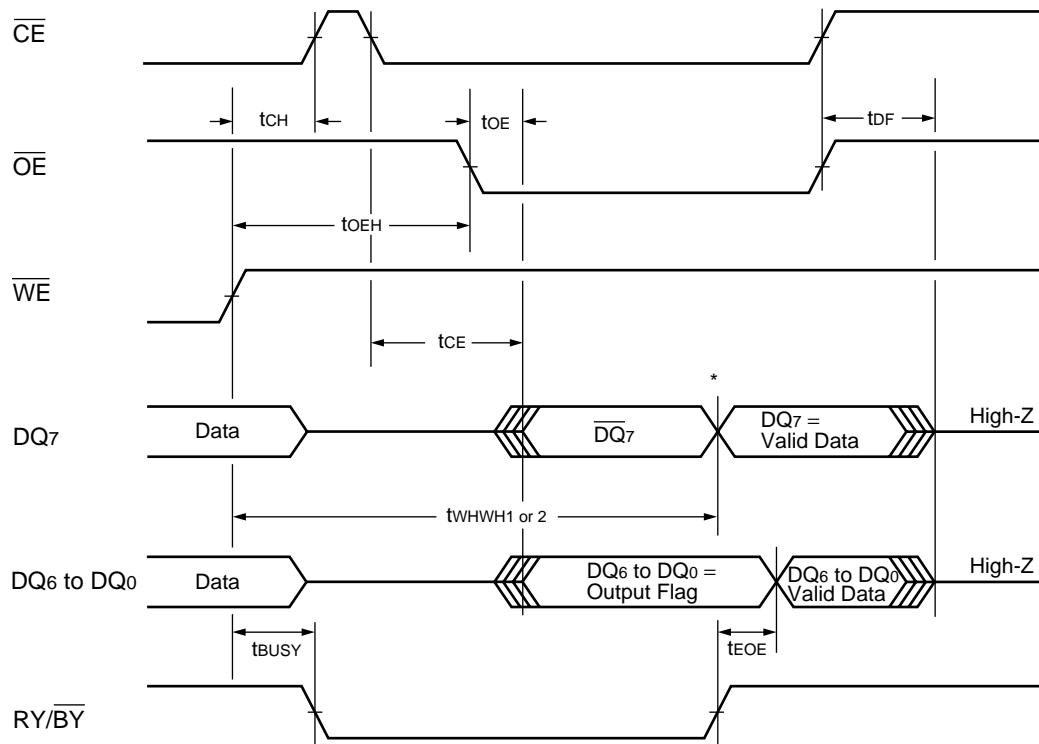 CE
tCH
tOE
tDF
OE
tOEH
WE
tCE
*
DQ7
Data
DQ7
DQ7 =
Valid Data
High-Z
tWHWH1 or 2
DQ6 to DQ0
Data
DQ6 to DQ0 =
Output Flag
DQ6 to DQ0
Valid Data
High-Z
tBUSY
tEOE
RY/BY